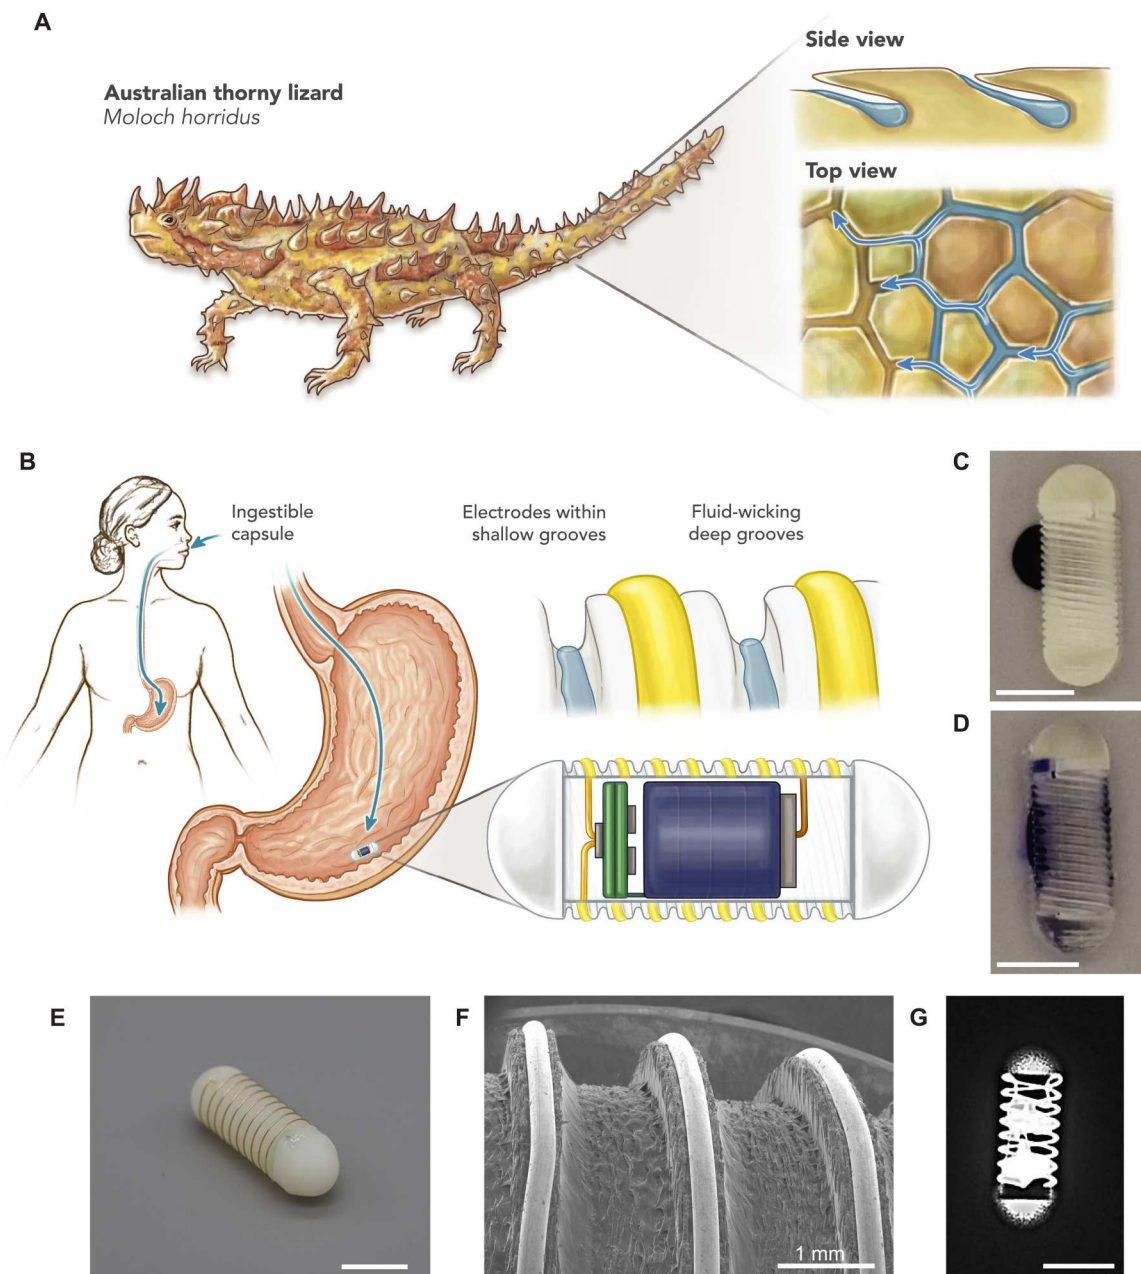 A
Australian thorny lizard
Moloch horridus
Side view
Top view
B
Ingestible
capsule
Electrodes within
shallow grooves
Fluid-wicking
deep grooves
C
D
E
F
1 mm
G